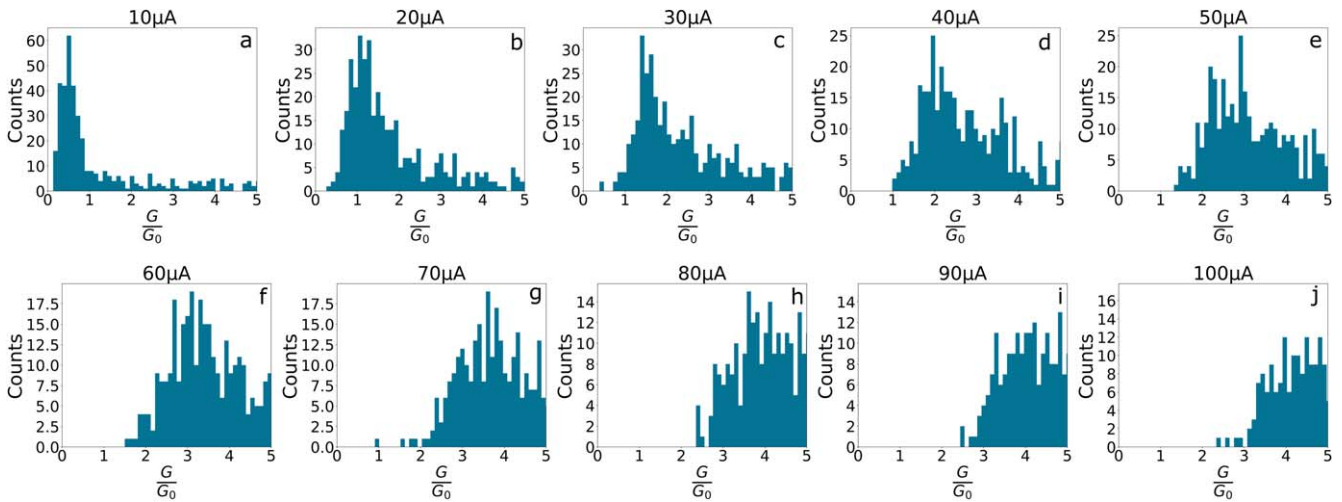 10μA
a
Counts
60
50
40
30
20
10
0
1 2 3 4 5
G
G0
20μA
b
Counts
30
25
20
15
10
5
0
0 1 2 3 4 5
G
G0
30μA
c
Counts
30
25
20
15
10
5
0
0 1 2 3 4 5
G
G0
40μA
d
Counts
25
20
15
10
5
0
0 1 2 3 4 5
G
G0
50μA
e
Counts
25
20
15
10
5
0
0 1 2 3 4 5
G
G0
60μA
f
Counts
17.5
15.0
12.5
10.0
7.5
5.0
2.5
0.0
0 1 2 3 4 5
G
G0
70μA
g
Counts
17.5
15.0
12.5
10.0
7.5
5.0
2.5
0.0
0 1 2 3 4 5
G
G0
80μA
h
Counts
14
12
10
8
6
4
2
0
0 1 2 3 4 5
G
G0
90μA
i
Counts
14
12
10
8
6
4
2
0
0 1 2 3 4 5
G
G0
100μA
j
Counts
16
14
12
10
8
6
4
2
0
0 1 2 3 4 5
G
G0